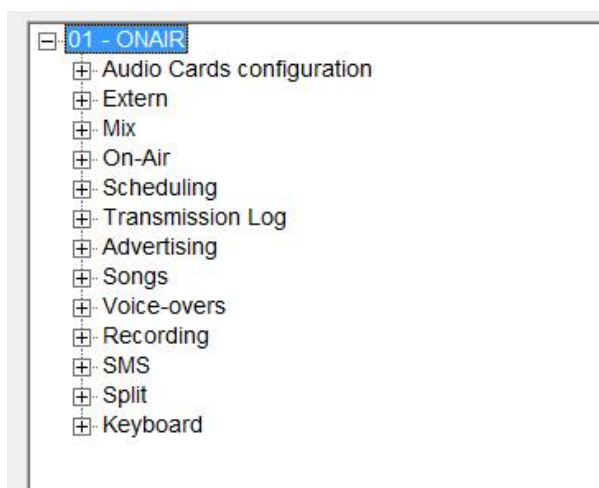 01 - ONAIR
Audio Cards configuration
Extern
Mix
On-Air
Scheduling
Transmission Log
Advertising
Songs
Voice-overs
Recording
SMS
Split
Keyboard